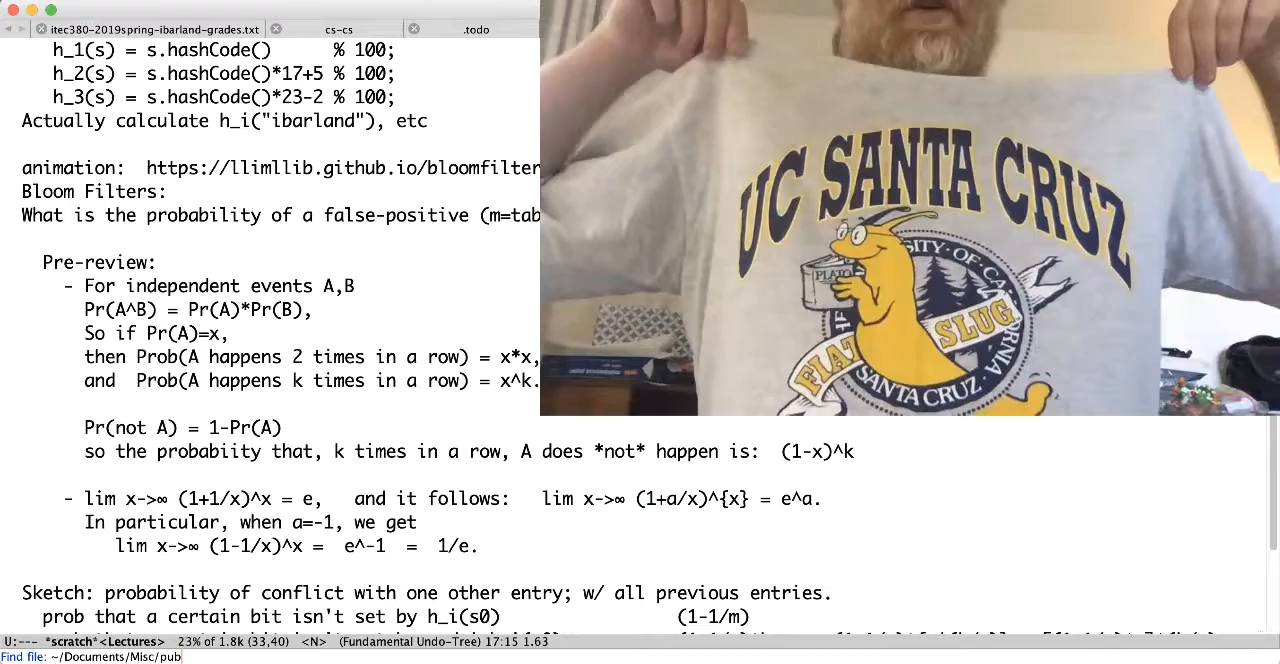 itec380-2019spring-ibarland-grades.txt
cs-cs
.todo
h_1(s) = s.hashCode() % 100;
h_2(s) = s.hashCode()*17+5 % 100;
h_3(s) = s.hashCode()*23-2 % 100;
Actually calculate h_i("ibarland"), etc
animation: https://llimllib.github.io/bloomfilter
Bloom Filters:
What is the probability of a false-positive (m=tab
Pre-review:
- For independent events A,B
Pr(A^B) = Pr(A)*Pr(B),
So if Pr(A)=x,
then Prob(A happens 2 times in a row) = x*x,
and Prob(A happens k times in a row) = x^k.
Pr(not A) = 1-Pr(A)
so the probabiity that, k times in a row, A does *not* happen is: (1-x)^k
- lim x->∞ (1+1/x)^x = e, and it follows: lim x->∞ (1+a/x)^{x} = e^a.
In particular, when a=-1, we get
lim x->∞ (1-1/x)^x = e^-1 = 1/e.
Sketch: probability of conflict with one other entry; w/ all previous entries.
prob that a certain bit isn't set by h_i(s0) (1-1/m)
U:--- *scratch*<Lectures> 23% of 1.8k (33,40) <N> (Fundamental Undo-Tree) 17:15 1.63
Find file: ~/Documents/Misc/pub
UC SANTA CRUZ
PLATO
SITY·OF·CA
FORNIA
FIAT
SLUG
SANTA CRUZ